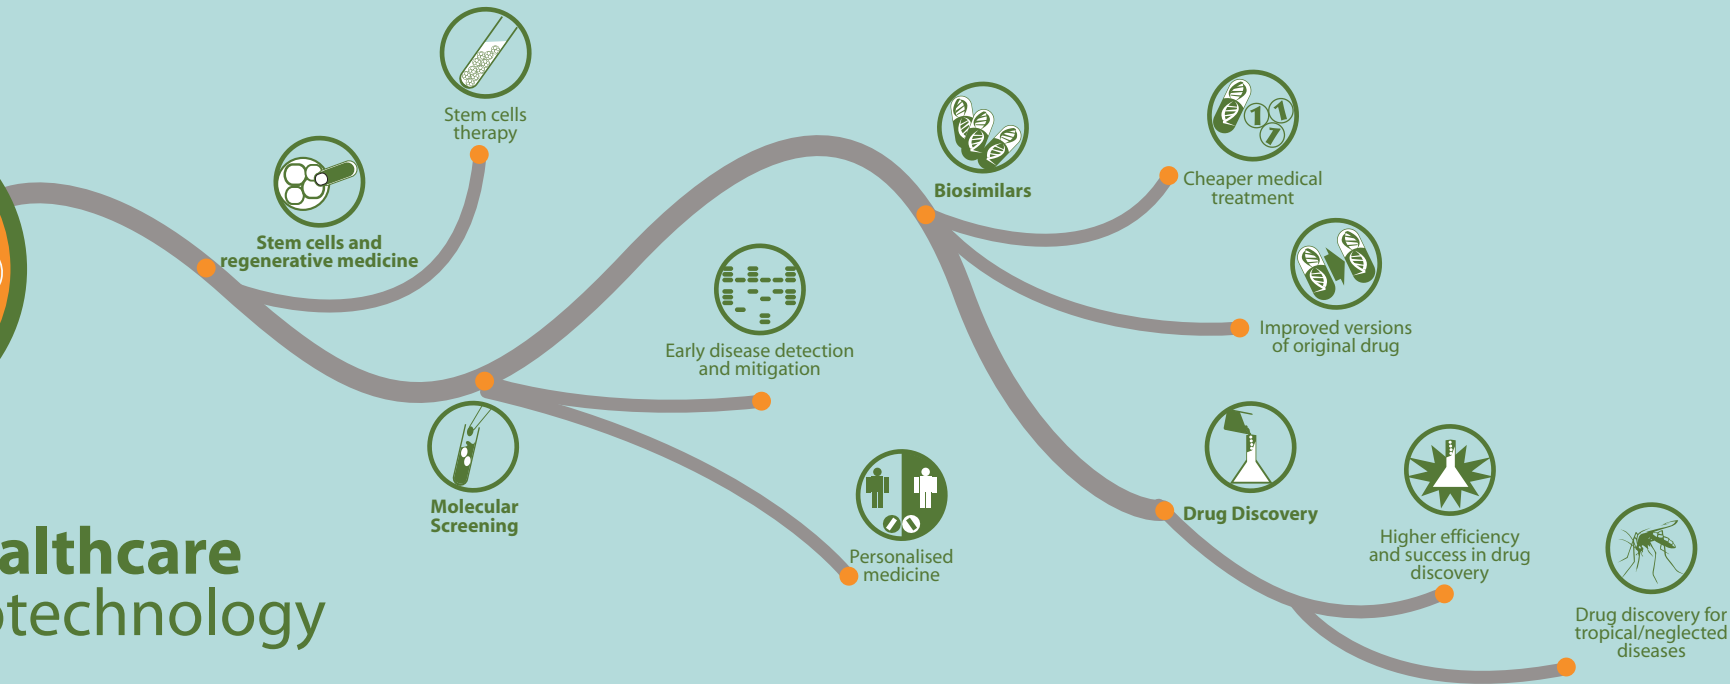 Stem cells
therapy
Stem cells and
regenerative medicine
Biosimilars
Cheaper medical
treatment
Improved versions
of original drug
Early disease detection
and mitigation
Molecular
Screening
Personalised
medicine
Drug Discovery
Higher efficiency
and success in drug
discovery
Drug discovery for
tropical/neglected
diseases
althcare
otechnology